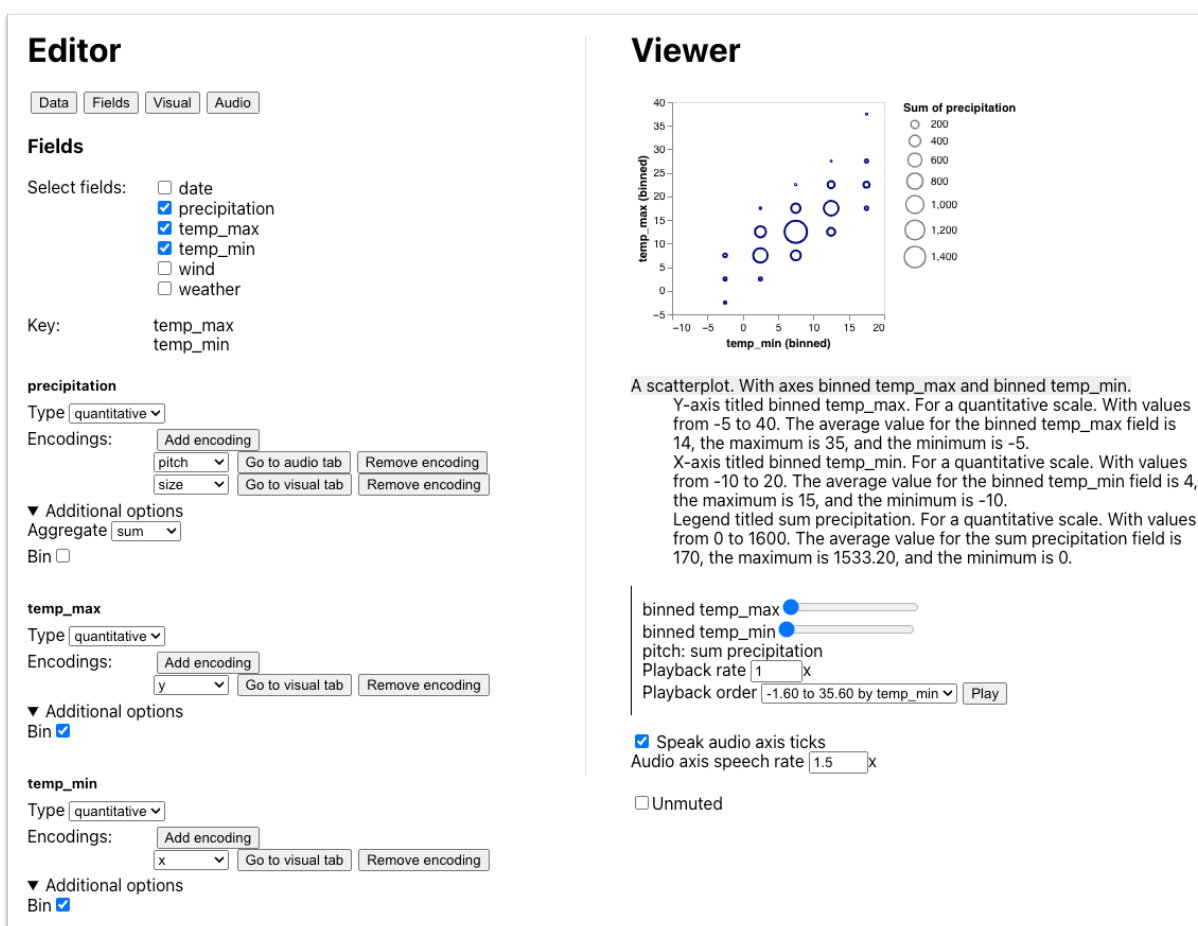 Editor
Data Fields Visual Audio
Fields
Select fields: date
precipitation
temp_max
temp_min
wind
weather
Key: temp_max
temp_min
precipitation
Type quantitative
Encodings: Add encoding
pitch Go to audio tab Remove encoding
size Go to visual tab Remove encoding
▼ Additional options
Aggregate sum
Bin
temp_max
Type quantitative
Encodings: Add encoding
y Go to visual tab Remove encoding
▼ Additional options
Bin
temp_min
Type quantitative
Encodings: Add encoding
x Go to visual tab Remove encoding
▼ Additional options
Bin
Viewer
temp_max (binned)
40
35
30
25
20
15
10
5
0
−5
−10 −5 0 5 10 15 20
temp_min (binned)
Sum of precipitation
200
400
600
800
1,000
1,200
1,400
A scatterplot. With axes binned temp_max and binned temp_min.
Y-axis titled binned temp_max. For a quantitative scale. With values
from -5 to 40. The average value for the binned temp_max field is
14, the maximum is 35, and the minimum is -5.
X-axis titled binned temp_min. For a quantitative scale. With values
from -10 to 20. The average value for the binned temp_min field is 4,
the maximum is 15, and the minimum is -10.
Legend titled sum precipitation. For a quantitative scale. With values
from 0 to 1600. The average value for the sum precipitation field is
170, the maximum is 1533.20, and the minimum is 0.
binned temp_max
binned temp_min
pitch: sum precipitation
Playback rate 1 x
Playback order -1.60 to 35.60 by temp_min Play
Speak audio axis ticks
Audio axis speech rate 1.5 x
Unmuted